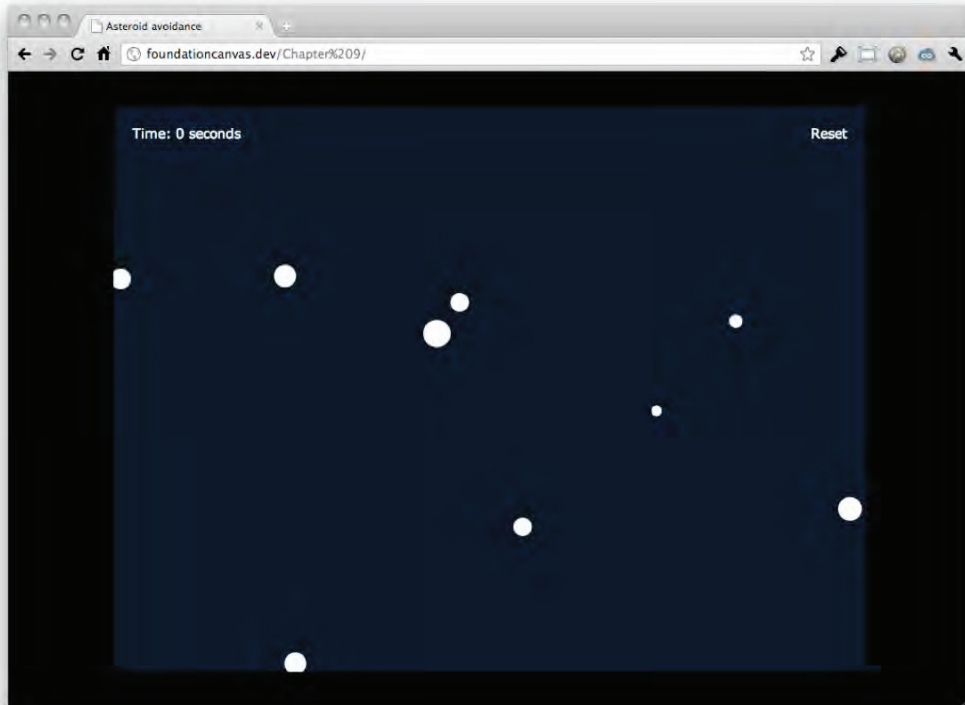 Asteroid avoidance
foundationcanvas.dev/Chapter%209/
Time: 0 seconds
Reset